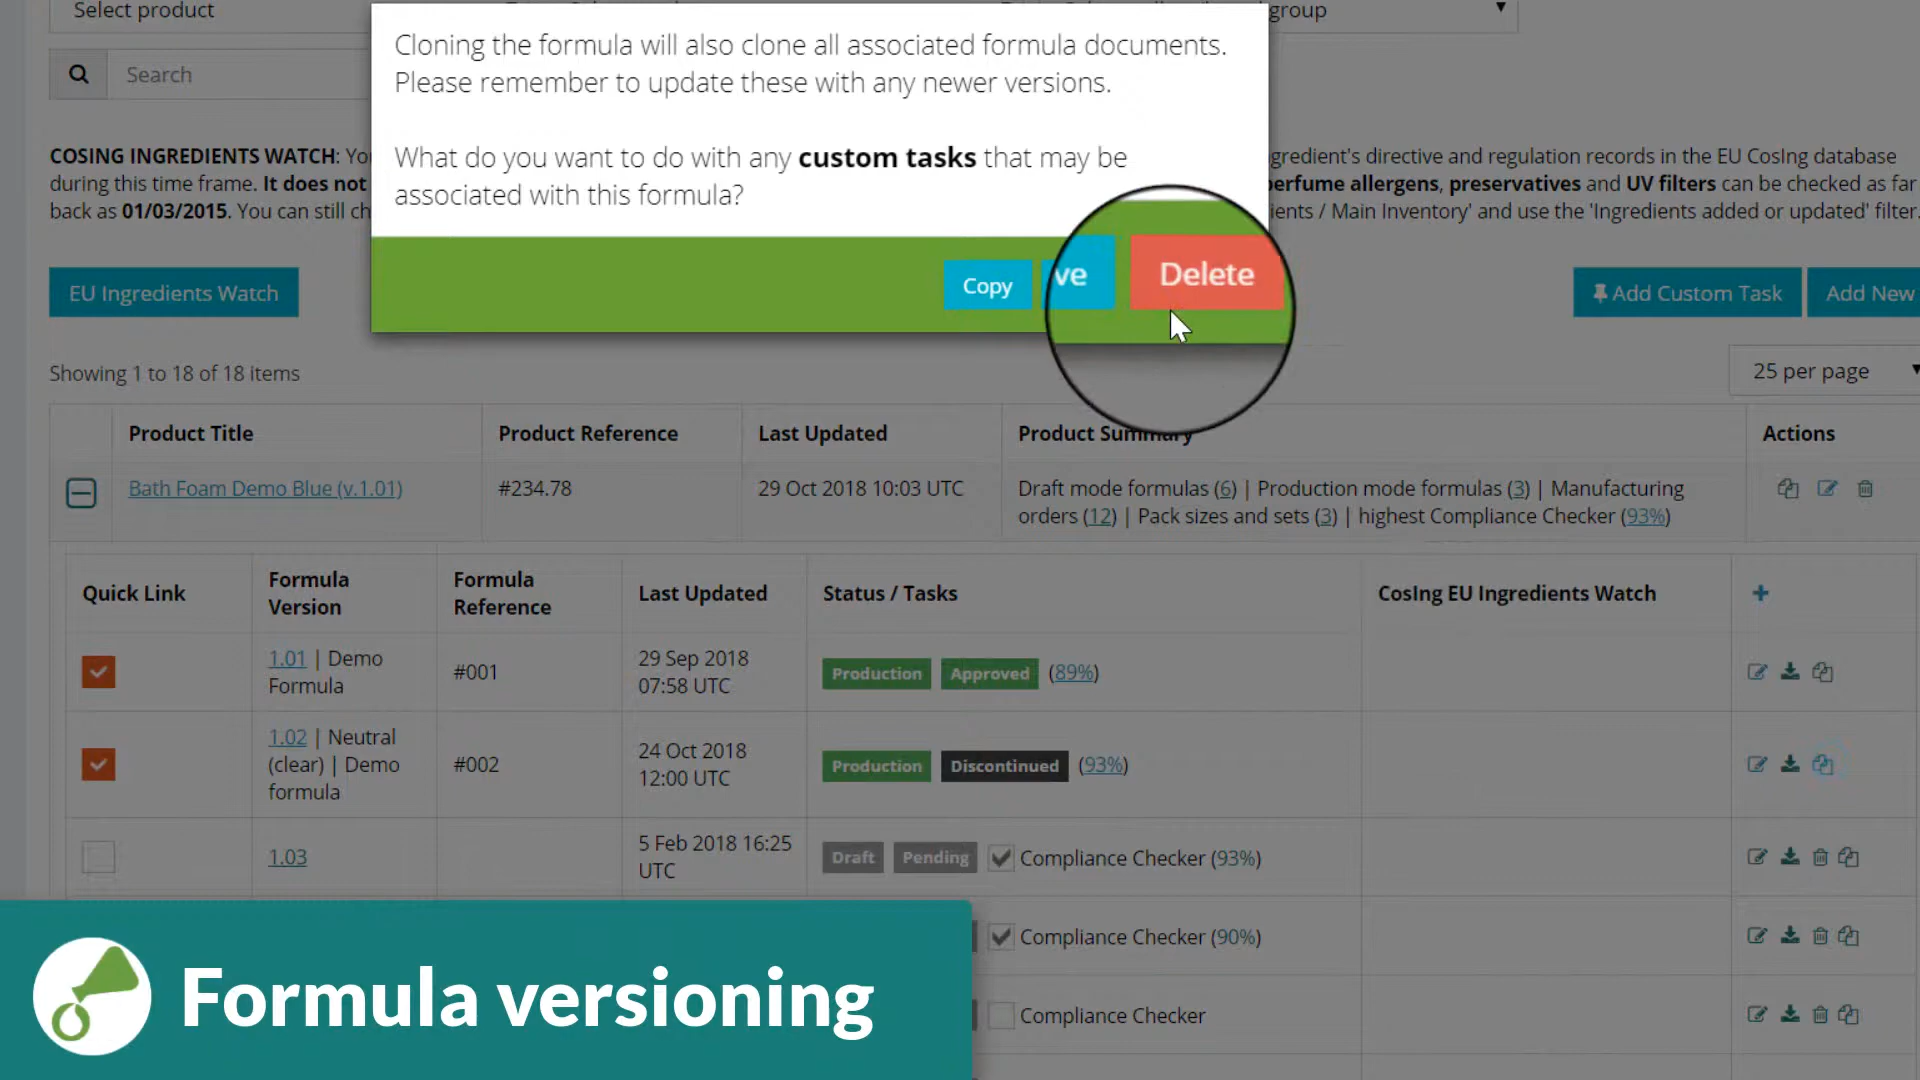 Select product
group
Cloning the formula will also clone all associated formula documents.
Please remember to update these with any newer versions.
Search
What do you want to do with any custom tasks that may be
associated with this formula?
COSING INGREDIENTS WATCH: gredient's directive and regulation records in the EU CosIng database
during this time frame. It does not perfume allergens, preservatives and UV filters can be checked as far
back as 01/03/2015. You can still / Main Inventory' and use the 'Ingredients added or updated' filter.
Copy
ve
Delete
EU Ingredients Watch
Add Custom Task
Add New
Showing 1 to 18 of 18 items
25 per page
Product Title Product Reference Last Updated Product Summary Actions
Bath Foam Demo Blue (v.1.01) #234.78 29 Oct 2018 10:03 UTC Draft mode formulas (6) | Production mode formulas (3) | Manufacturing
orders (12) | Pack sizes and sets (3) | highest Compliance Checker (93%)
Quick Link Formula Version Formula Reference Last Updated Status / Tasks CosIng EU Ingredients Watch +
1.01 | Demo Formula #001 29 Sep 2018 07:58 UTC Production Approved (89%)
1.02 | Neutral (clear) | Demo formula #002 24 Oct 2018 12:00 UTC Production Discontinued (93%)
1.03 5 Feb 2018 16:25 UTC Draft Pending Compliance Checker (93%)
Compliance Checker (90%)
Compliance Checker
Formula versioning